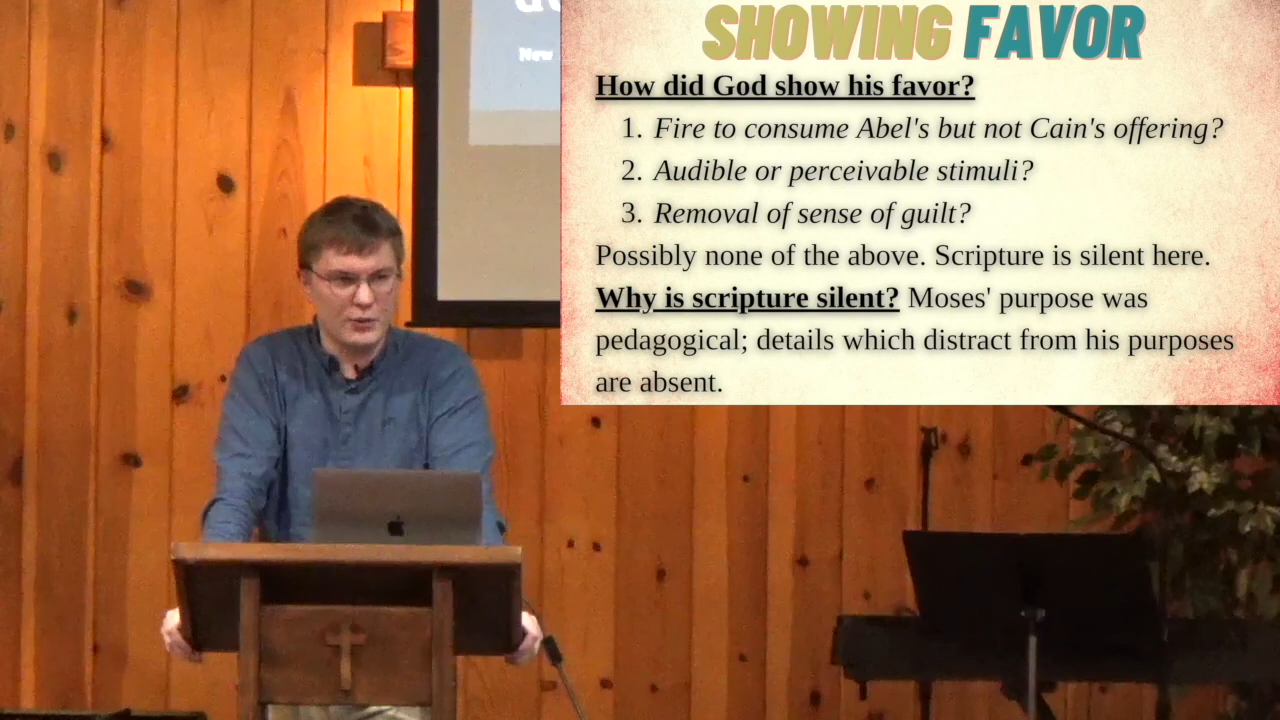 New
SHOWING FAVOR
How did God show his favor?
1. Fire to consume Abel's but not Cain's offering?
2. Audible or perceivable stimuli?
3. Removal of sense of guilt?
Possibly none of the above. Scripture is silent here.
Why is scripture silent? Moses' purpose was
pedagogical; details which distract from his purposes
are absent.